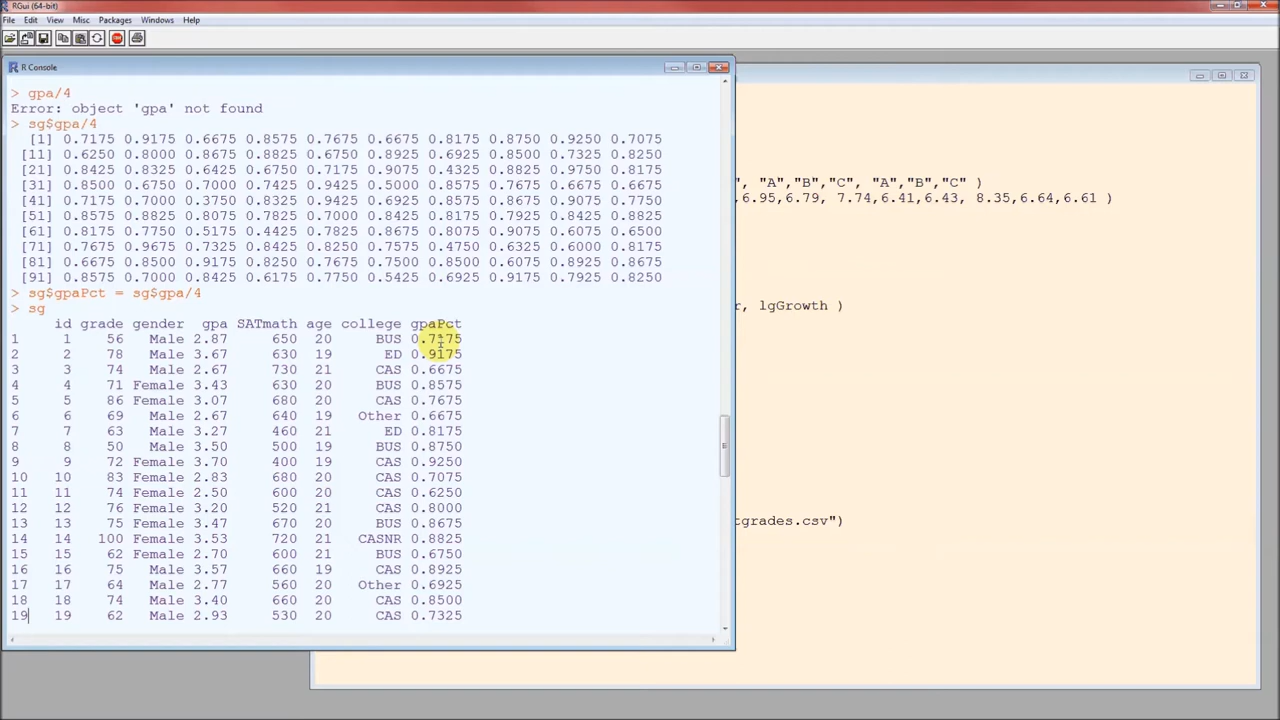 RGui (64-bit)
File Edit View Misc Packages Windows Help
STOP
R Console
> gpa/4
Error: object 'gpa' not found
> sg$gpa/4
[1] 0.7175 0.9175 0.6675 0.8575 0.7675 0.6675 0.8175 0.8750 0.9250 0.7075
[11] 0.6250 0.8000 0.8675 0.8825 0.6750 0.8925 0.6925 0.8500 0.7325 0.8250
[21] 0.8425 0.8325 0.6425 0.6750 0.7175 0.9075 0.4325 0.8825 0.9750 0.8175
[31] 0.8500 0.6750 0.7000 0.7425 0.9425 0.5000 0.8575 0.7675 0.6675 0.6675
[41] 0.7175 0.7000 0.3750 0.8325 0.9425 0.6925 0.8575 0.8675 0.9075 0.7750
[51] 0.8575 0.8825 0.8075 0.7825 0.7000 0.8425 0.8175 0.7925 0.8425 0.8825
[61] 0.8175 0.7750 0.5175 0.4425 0.7825 0.8675 0.8075 0.9075 0.6075 0.6500
[71] 0.7675 0.9675 0.7325 0.8425 0.8250 0.7575 0.4750 0.6325 0.6000 0.8175
[81] 0.6675 0.8500 0.9175 0.8250 0.7675 0.7500 0.8500 0.6075 0.8925 0.8675
[91] 0.8575 0.7000 0.8425 0.6175 0.7750 0.5425 0.6925 0.9175 0.7925 0.8250
> sg$gpaPct = sg$gpa/4
> sg
id grade gender gpa SATmath age college gpaPct
1 1 56 Male 2.87 650 20 BUS 0.7175
2 2 78 Male 3.67 630 19 ED 0.9175
3 3 74 Male 2.67 730 21 CAS 0.6675
4 4 71 Female 3.43 630 20 BUS 0.8575
5 5 86 Female 3.07 680 20 CAS 0.7675
6 6 69 Male 2.67 640 19 Other 0.6675
7 7 63 Male 3.27 460 21 ED 0.8175
8 8 50 Male 3.50 500 19 BUS 0.8750
9 9 72 Female 3.70 400 19 CAS 0.9250
10 10 83 Female 2.83 680 20 CAS 0.7075
11 11 74 Female 2.50 600 20 CAS 0.6250
12 12 76 Female 3.20 520 21 CAS 0.8000
13 13 75 Female 3.47 670 20 BUS 0.8675
14 14 100 Female 3.53 720 21 CASNR 0.8825
15 15 62 Female 2.70 600 21 BUS 0.6750
16 16 75 Male 3.57 660 19 CAS 0.8925
17 17 64 Male 2.77 560 20 Other 0.6925
18 18 74 Male 3.40 660 20 CAS 0.8500
19 19 62 Male 2.93 530 20 CAS 0.7325
", "A","B","C", "A","B","C" )
,6.95,6.79, 7.74,6.41,6.43, 8.35,6.64,6.61 )
r, lgGrowth )
tgrades.csv")